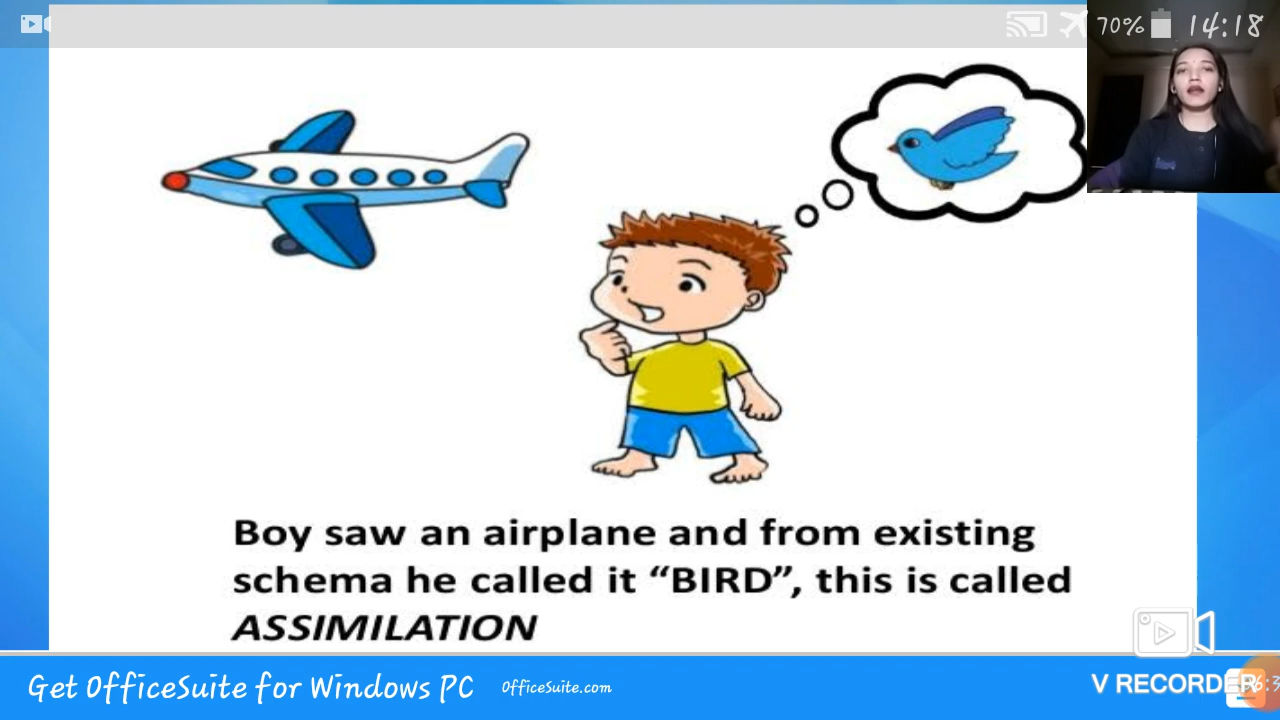 70% 14:18
Boy saw an airplane and from existing
schema he called it “BIRD”, this is called
ASSIMILATION
Get OfficeSuite for Windows PC OfficeSuite.com
V RECORDER